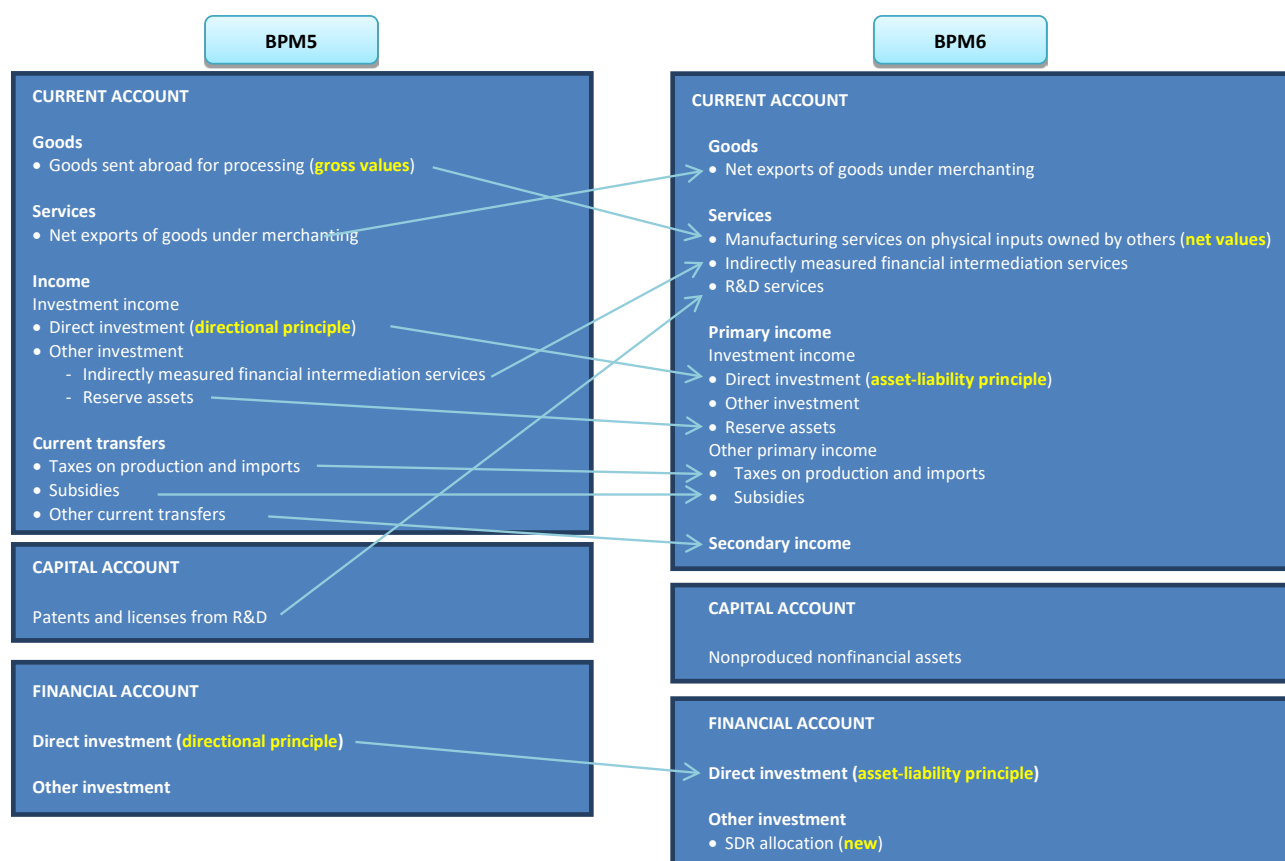 BPM5
CURRENT ACCOUNT
Goods
• Goods sent abroad for processing (gross values)
Services
• Net exports of goods under merchanting
Income
Investment income
• Direct investment (directional principle)
• Other investment
- Indirectly measured financial intermediation services
- Reserve assets
Current transfers
• Taxes on production and imports
• Subsidies
• Other current transfers
CAPITAL ACCOUNT
Patents and licenses from R&D
FINANCIAL ACCOUNT
Direct investment (directional principle)
Other investment
BPM6
CURRENT ACCOUNT
Goods
• Net exports of goods under merchanting
Services
• Manufacturing services on physical inputs owned by others (net values)
• Indirectly measured financial intermediation services
• R&D services
Primary income
Investment income
• Direct investment (asset-liability principle)
• Other investment
• Reserve assets
Other primary income
• Taxes on production and imports
• Subsidies
Secondary income
CAPITAL ACCOUNT
Nonproduced nonfinancial assets
FINANCIAL ACCOUNT
Direct investment (asset-liability principle)
Other investment
• SDR allocation (new)